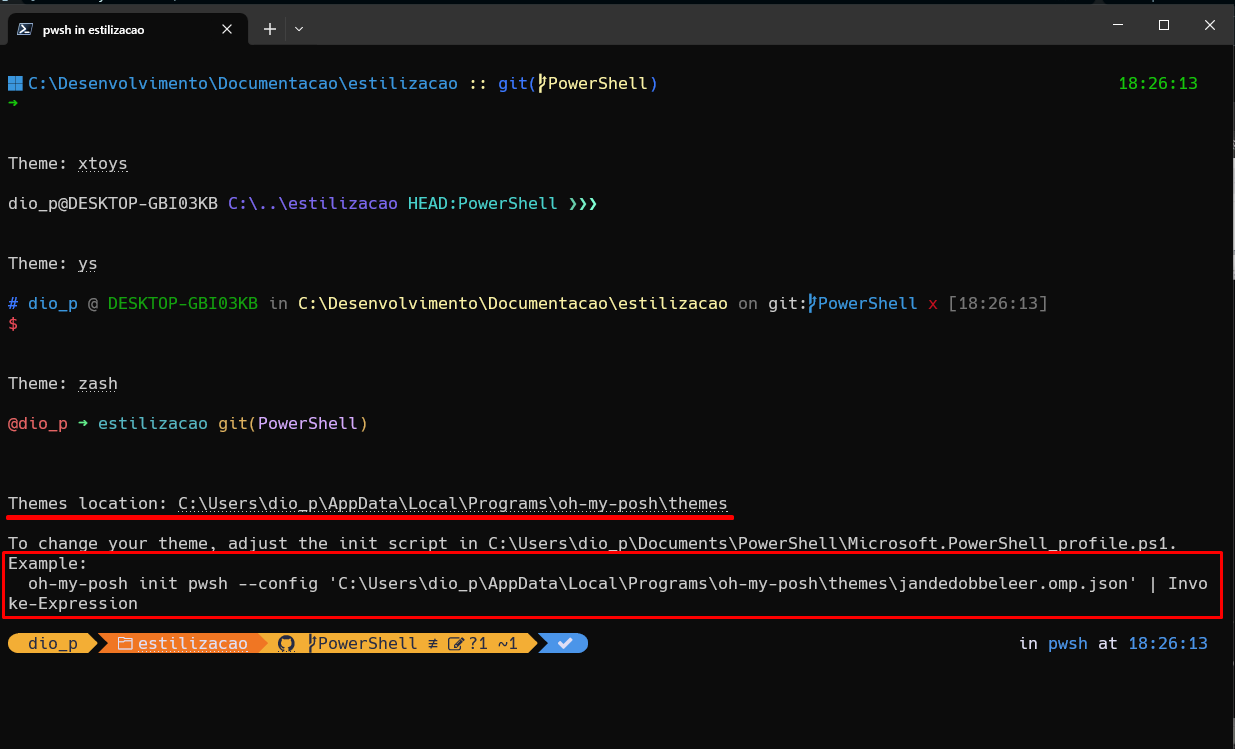 pwsh in estilizacao
C:\Desenvolvimento\Documentacao\estilizacao :: git(PowerShell) 18:26:13
➜
Theme: xtoys
dio_p@DESKTOP-GBI03KB C:\..\estilizacao HEAD:PowerShell ❯❯❯
Theme: ys
# dio_p @ DESKTOP-GBI03KB in C:\Desenvolvimento\Documentacao\estilizacao on git:PowerShell x [18:26:13]
$
Theme: zash
@dio_p ➜ estilizacao git(PowerShell)
Themes location: C:\Users\dio_p\AppData\Local\Programs\oh-my-posh\themes
To change your theme, adjust the init script in C:\Users\dio_p\Documents\PowerShell\Microsoft.PowerShell_profile.ps1.
Example:
oh-my-posh init pwsh --config 'C:\Users\dio_p\AppData\Local\Programs\oh-my-posh\themes\jandedobbeleer.omp.json' | Invo
ke-Expression
dio_p estilizacao PowerShell ≢ ?1 ~1 in pwsh at 18:26:13